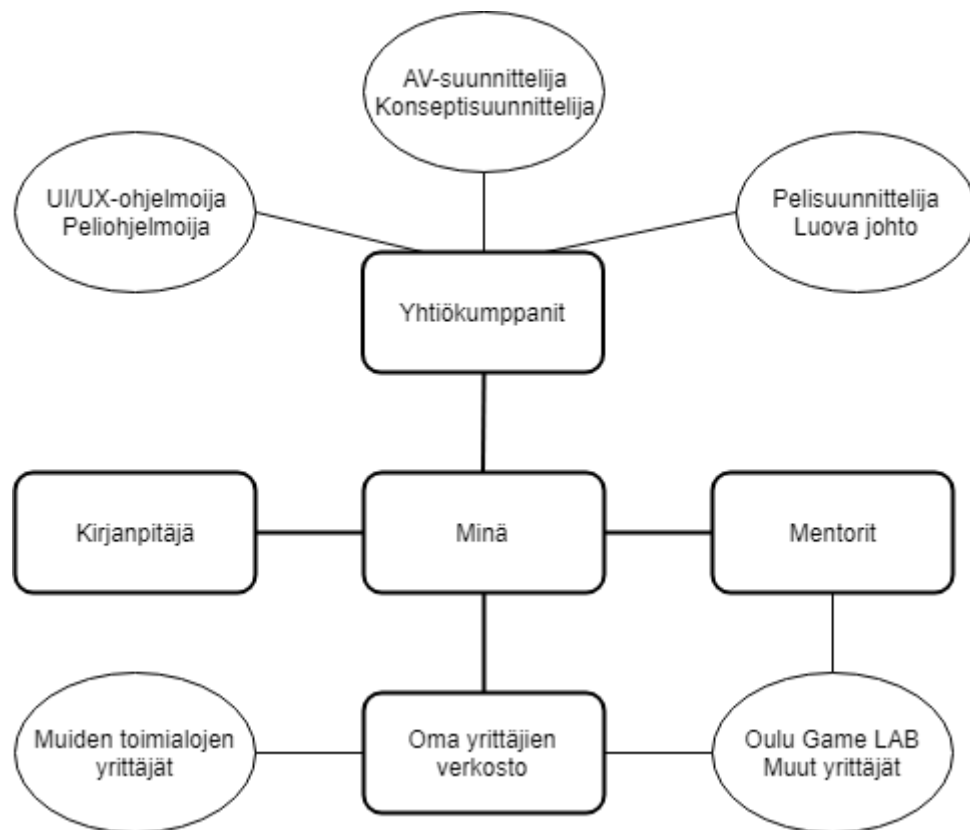 AV-suunnittelija
Konseptisuunnittelija
UI/UX-ohjelmoija
Peliohjelmoija
Pelisuunnittelija
Luova johto
Yhtiökumppanit
Kirjanpitäjä
Minä
Mentorit
Muiden toimialojen
yrittäjät
Oma yrittäjien
verkosto
Oulu Game LAB
Muut yrittäjät